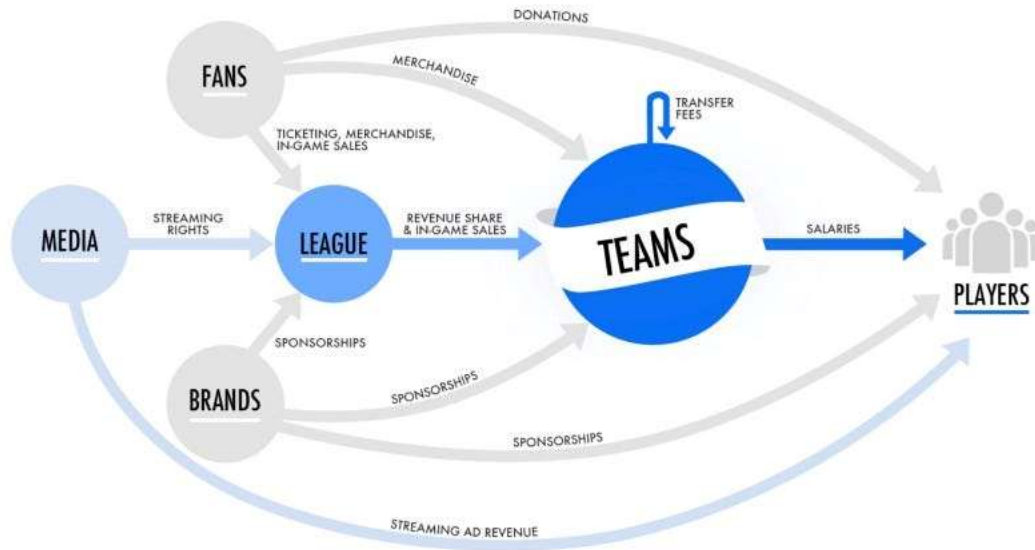 DONATIONS
FANS
MERCHANDISE
TRANSFER
FEES
TICKETING, MERCHANDISE,
IN-GAME SALES
STREAMING
RIGHTS
REVENUE SHARE
& IN-GAME SALES
MEDIA
LEAGUE
TEAMS
SALARIES
PLAYERS
SPONSORSHIPS
BRANDS
SPONSORSHIPS
SPONSORSHIPS
STREAMING AD REVENUE